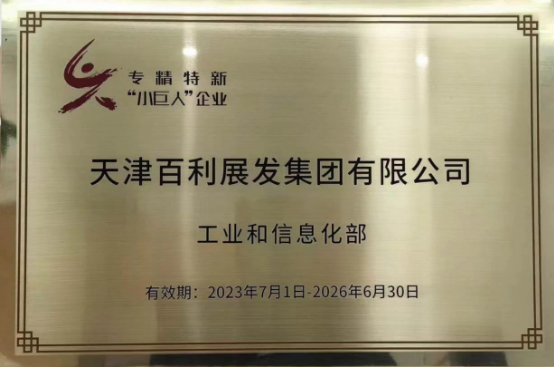 专精特新
“小巨人”企业
天津百利展发集团有限公司
工业和信息化部
有效期：2023年7月1日-2026年6月30日